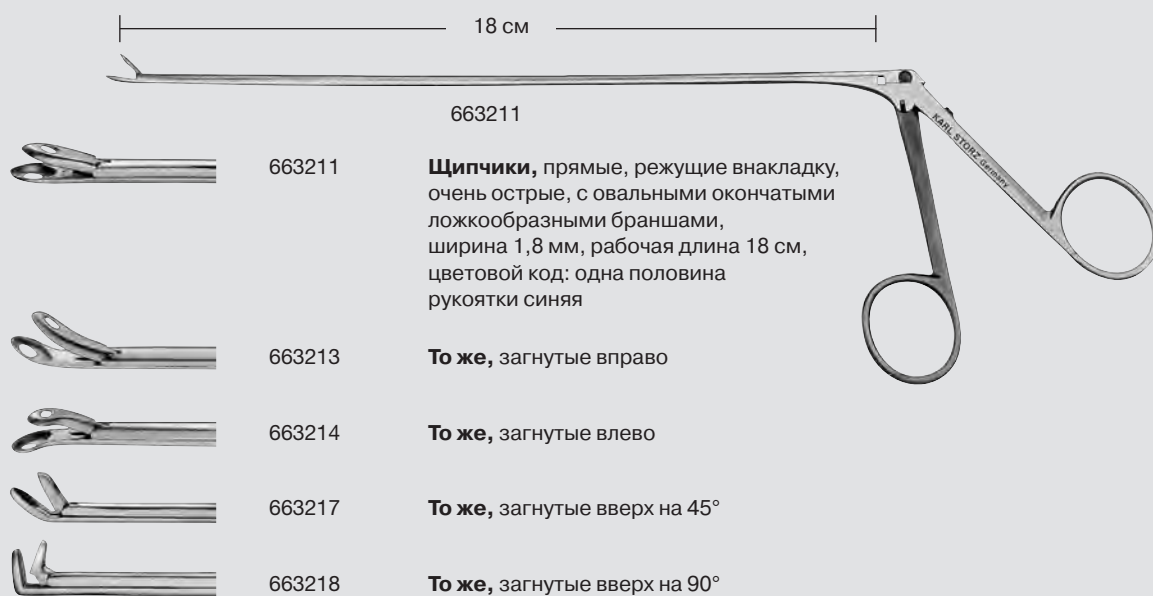 18 см
KARL STORZ Germany
663211
663211 Щипчики, прямые, режущие внакладку,
очень острые, с овальными окончатыми
ложкообразными браншами,
ширина 1,8 мм, рабочая длина 18 см,
цветовой код: одна половина
рукоятки синяя
663213 То же, загнутые вправо
663214 То же, загнутые влево
663217 То же, загнутые вверх на 45°
663218 То же, загнутые вверх на 90°